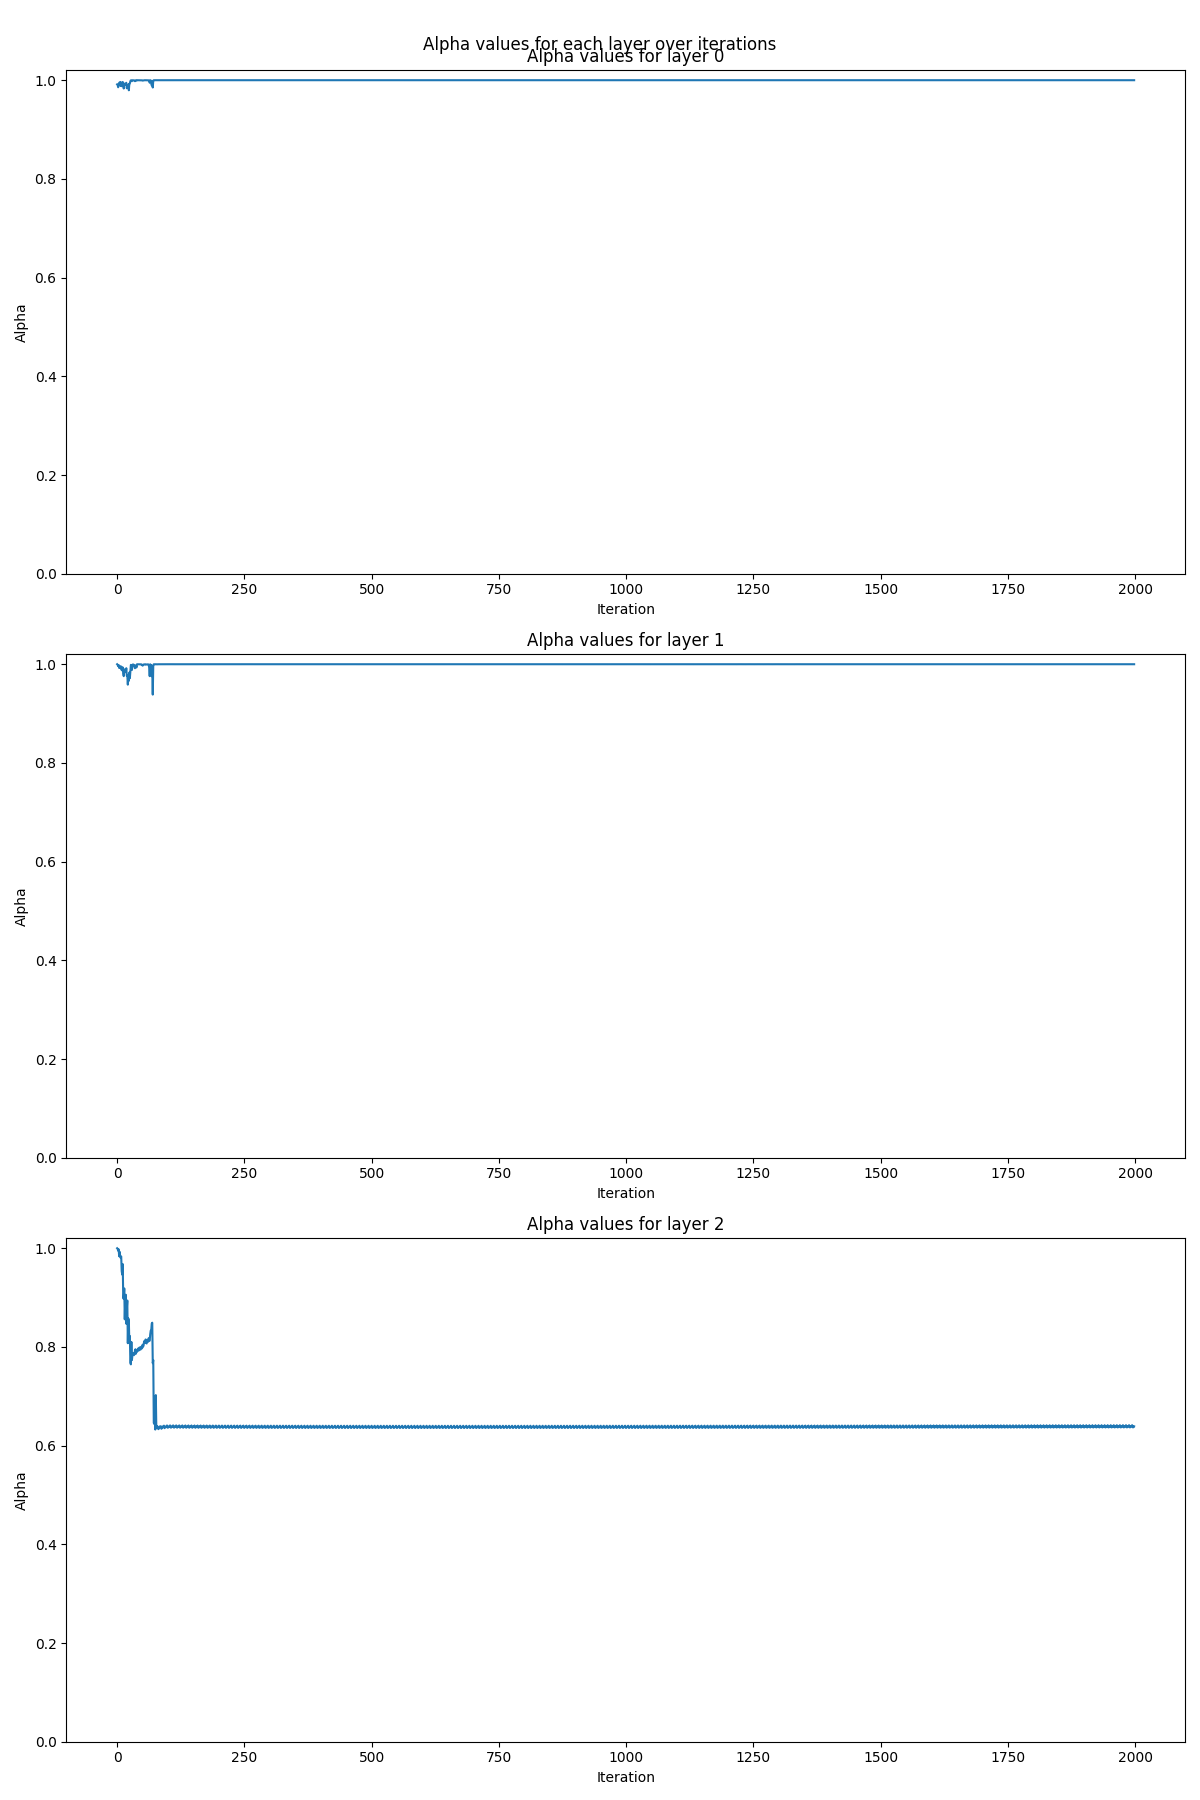 Alpha values for each layer over iterations
Alpha values for layer 0
1.0
0.8
0.6
0.4
0.2
0.0
Alpha
0 250 500 750 1000 1250 1500 1750 2000
Iteration
Alpha values for layer 1
1.0
0.8
0.6
0.4
0.2
0.0
Alpha
0 250 500 750 1000 1250 1500 1750 2000
Iteration
Alpha values for layer 2
1.0
0.8
0.6
0.4
0.2
0.0
Alpha
0 250 500 750 1000 1250 1500 1750 2000
Iteration